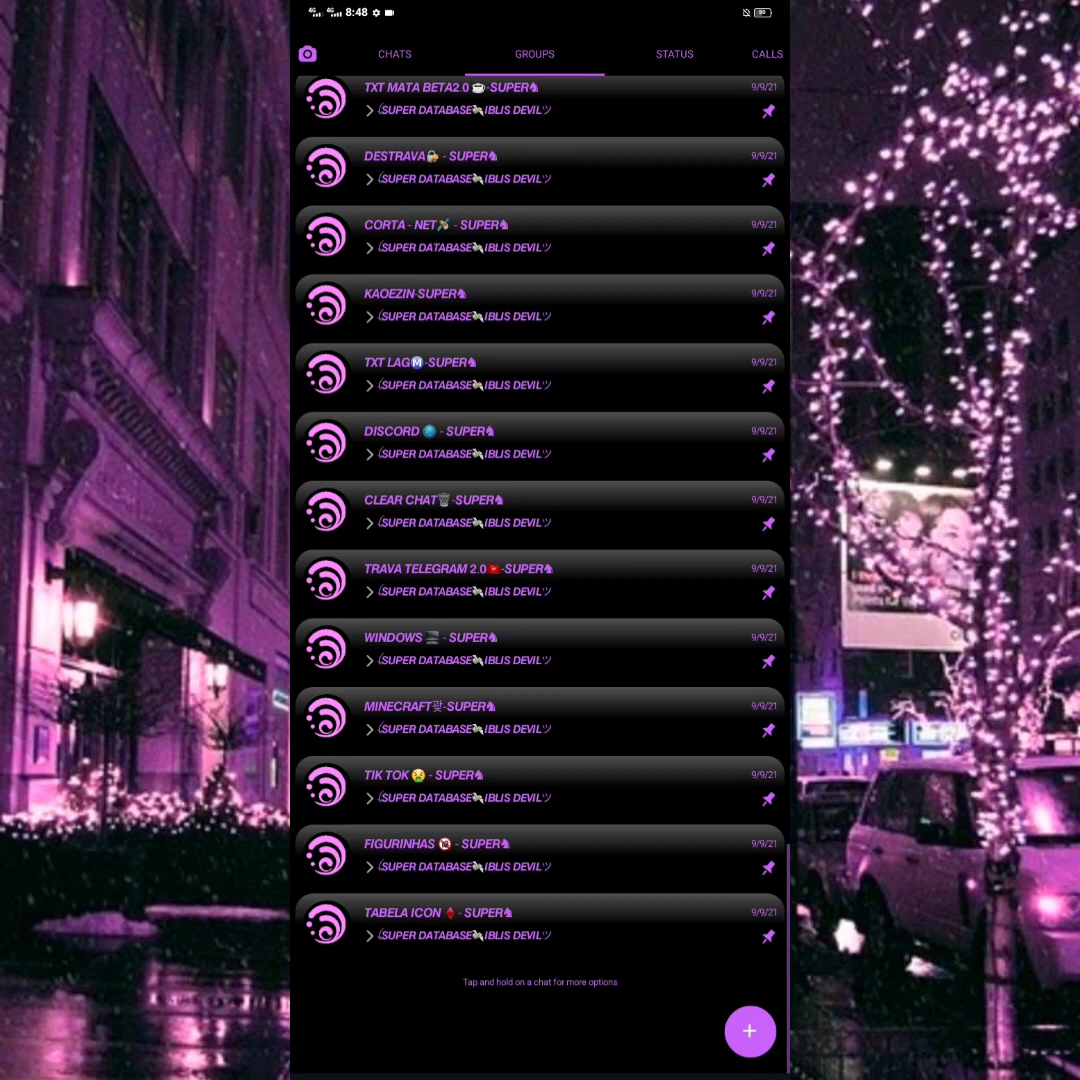 4G 4G 8:48 50
CHATS GROUPS STATUS CALLS
TXT MATA BETA2.0 ☕-SUPER♞ 9/9/21
> (SUPER DATABASE💸IBLIS DEVILツ
DESTRAVA🔐 - SUPER♞ 9/9/21
> (SUPER DATABASE💸IBLIS DEVILツ
CORTA - NET🛰 - SUPER♞ 9/9/21
> (SUPER DATABASE💸IBLIS DEVILツ
KAOEZIN-SUPER♞ 9/9/21
> (SUPER DATABASE💸IBLIS DEVILツ
TXT LAGⓂ️-SUPER♞ 9/9/21
> (SUPER DATABASE💸IBLIS DEVILツ
DISCORD 🌐 - SUPER♞ 9/9/21
> (SUPER DATABASE💸IBLIS DEVILツ
CLEAR CHAT🗑-SUPER♞ 9/9/21
> (SUPER DATABASE💸IBLIS DEVILツ
TRAVA TELEGRAM 2.0-SUPER♞ 9/9/21
> (SUPER DATABASE💸IBLIS DEVILツ
WINDOWS - SUPER♞ 9/9/21
> (SUPER DATABASE💸IBLIS DEVILツ
MINECRAFT꽃-SUPER♞ 9/9/21
> (SUPER DATABASE💸IBLIS DEVILツ
TIK TOK 🤮 - SUPER♞ 9/9/21
> (SUPER DATABASE💸IBLIS DEVILツ
FIGURINHAS 🔞 - SUPER♞ 9/9/21
> (SUPER DATABASE💸IBLIS DEVILツ
TABELA ICON ♦️- SUPER♞ 9/9/21
> (SUPER DATABASE💸IBLIS DEVILツ
Tap and hold on a chat for more options
+